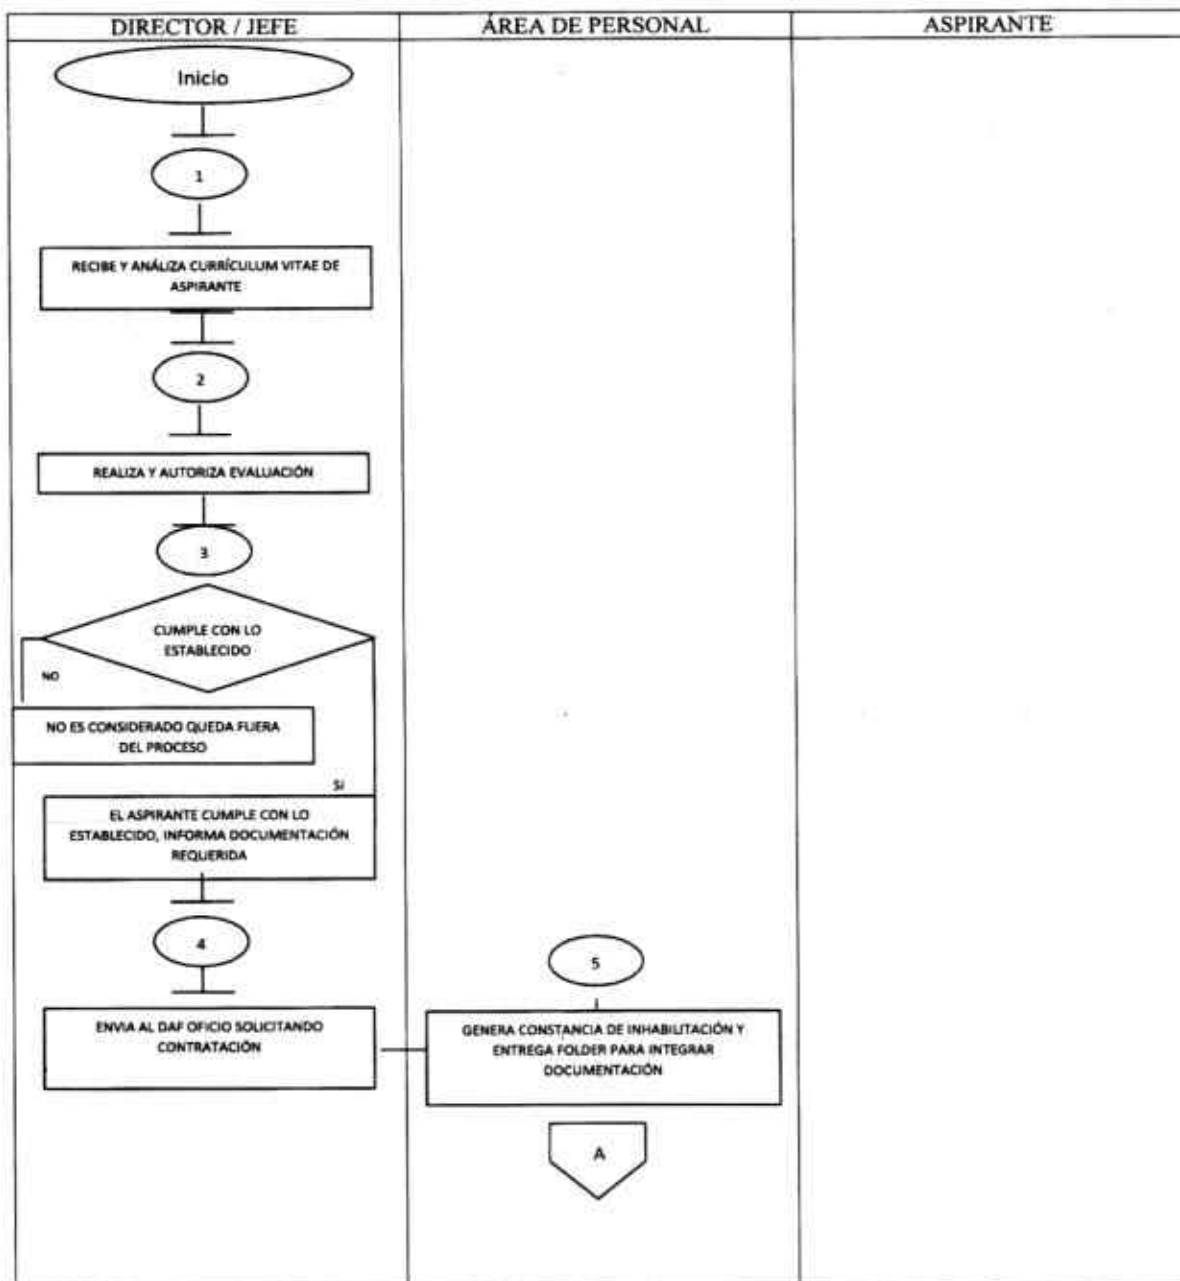 DIRECTOR / JEFE
ÁREA DE PERSONAL
ASPIRANTE
Inicio
1
RECIBE Y ANÁLIZA CURRÍCULUM VITAE DE
ASPIRANTE
2
REALIZA Y AUTORIZA EVALUACIÓN
3
CUMPLE CON LO
ESTABLECIDO
NO
NO ES CONSIDERADO QUEDA FUERA
DEL PROCESO
SI
EL ASPIRANTE CUMPLE CON LO
ESTABLECIDO, INFORMA DOCUMENTACIÓN
REQUERIDA
4
ENVIA AL DAF OFICIO SOLICITANDO
CONTRATACIÓN
5
GENERA CONSTANCIA DE INHABILITACIÓN Y
ENTREGA FOLDER PARA INTEGRAR
DOCUMENTACIÓN
A